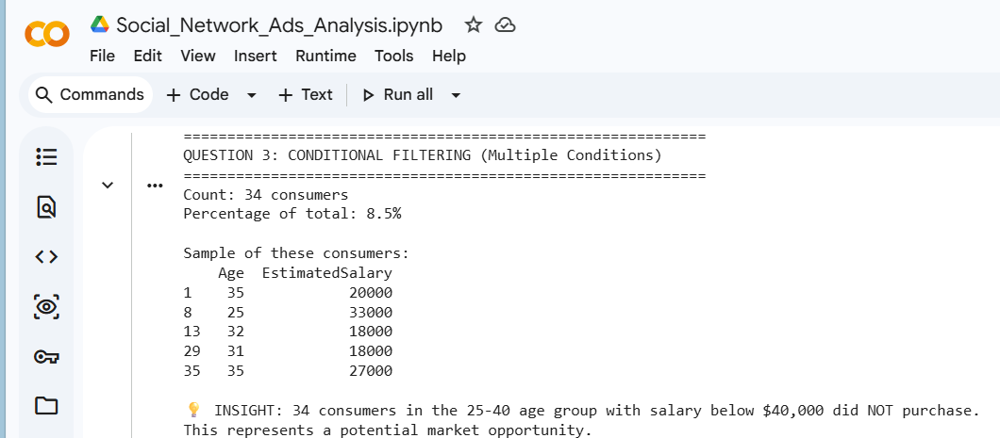 Social_Network_Ads_Analysis.ipynb
File Edit View Insert Runtime Tools Help
Commands + Code + Text Run all
============================================================
QUESTION 3: CONDITIONAL FILTERING (Multiple Conditions)
============================================================
Count: 34 consumers
Percentage of total: 8.5%
Sample of these consumers:
Age EstimatedSalary
1 35 20000
8 25 33000
13 32 18000
29 31 18000
35 35 27000
💡 INSIGHT: 34 consumers in the 25-40 age group with salary below $40,000 did NOT purchase.
This represents a potential market opportunity.